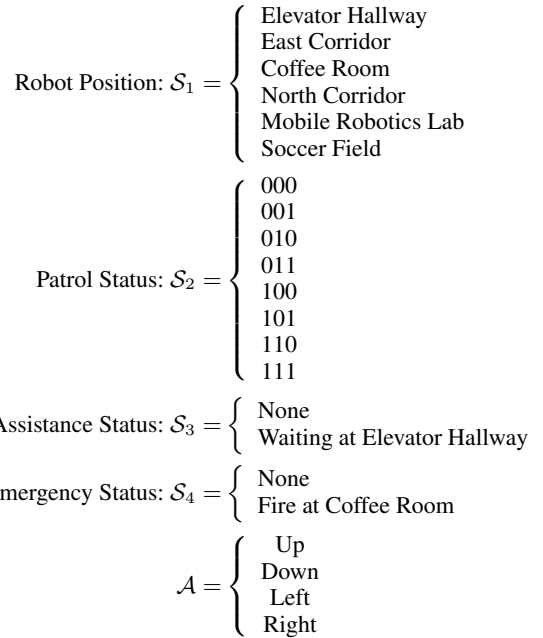 Elevator Hallway
East Corridor
Robot Position: S₁ = { Coffee Room
North Corridor
Mobile Robotics Lab
Soccer Field
000
001
010
011
Patrol Status: S₂ = {
100
101
110
111
Assistance Status: S₃ = { None
Waiting at Elevator Hallway
Emergency Status: S₄ = { None
Fire at Coffee Room
Up
A = { Down
Left
Right